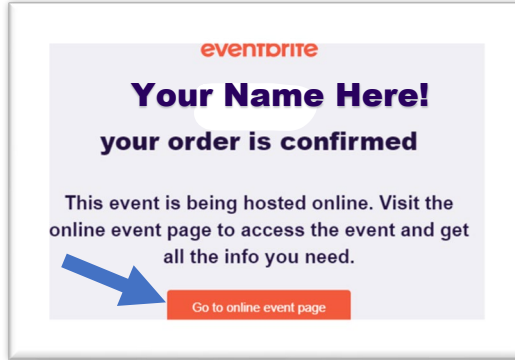 eventbrite
Your Name Here!
your order is confirmed
This event is being hosted online. Visit the
online event page to access the event and get
all the info you need.
Go to online event page